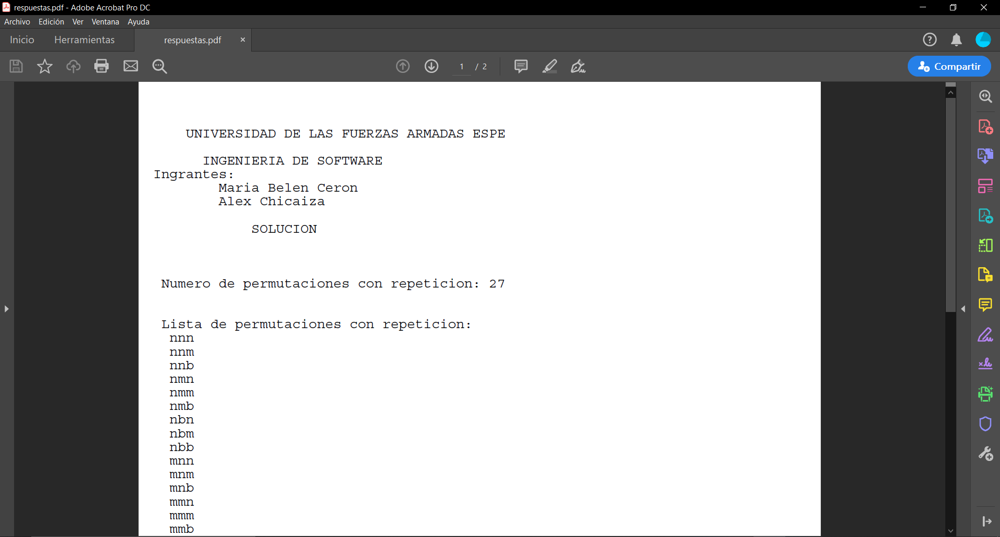 respuestas.pdf - Adobe Acrobat Pro DC
Archivo Edición Ver Ventana Ayuda
Inicio Herramientas respuestas.pdf ×
1 / 2
Compartir
UNIVERSIDAD DE LAS FUERZAS ARMADAS ESPE
INGENIERIA DE SOFTWARE
Ingrantes:
Maria Belen Ceron
Alex Chicaiza
SOLUCION
Numero de permutaciones con repeticion: 27
Lista de permutaciones con repeticion:
nnn
nnm
nnb
nmn
nmm
nmb
nbn
nbm
nbb
mnn
mnm
mnb
mmn
mmm
mmb